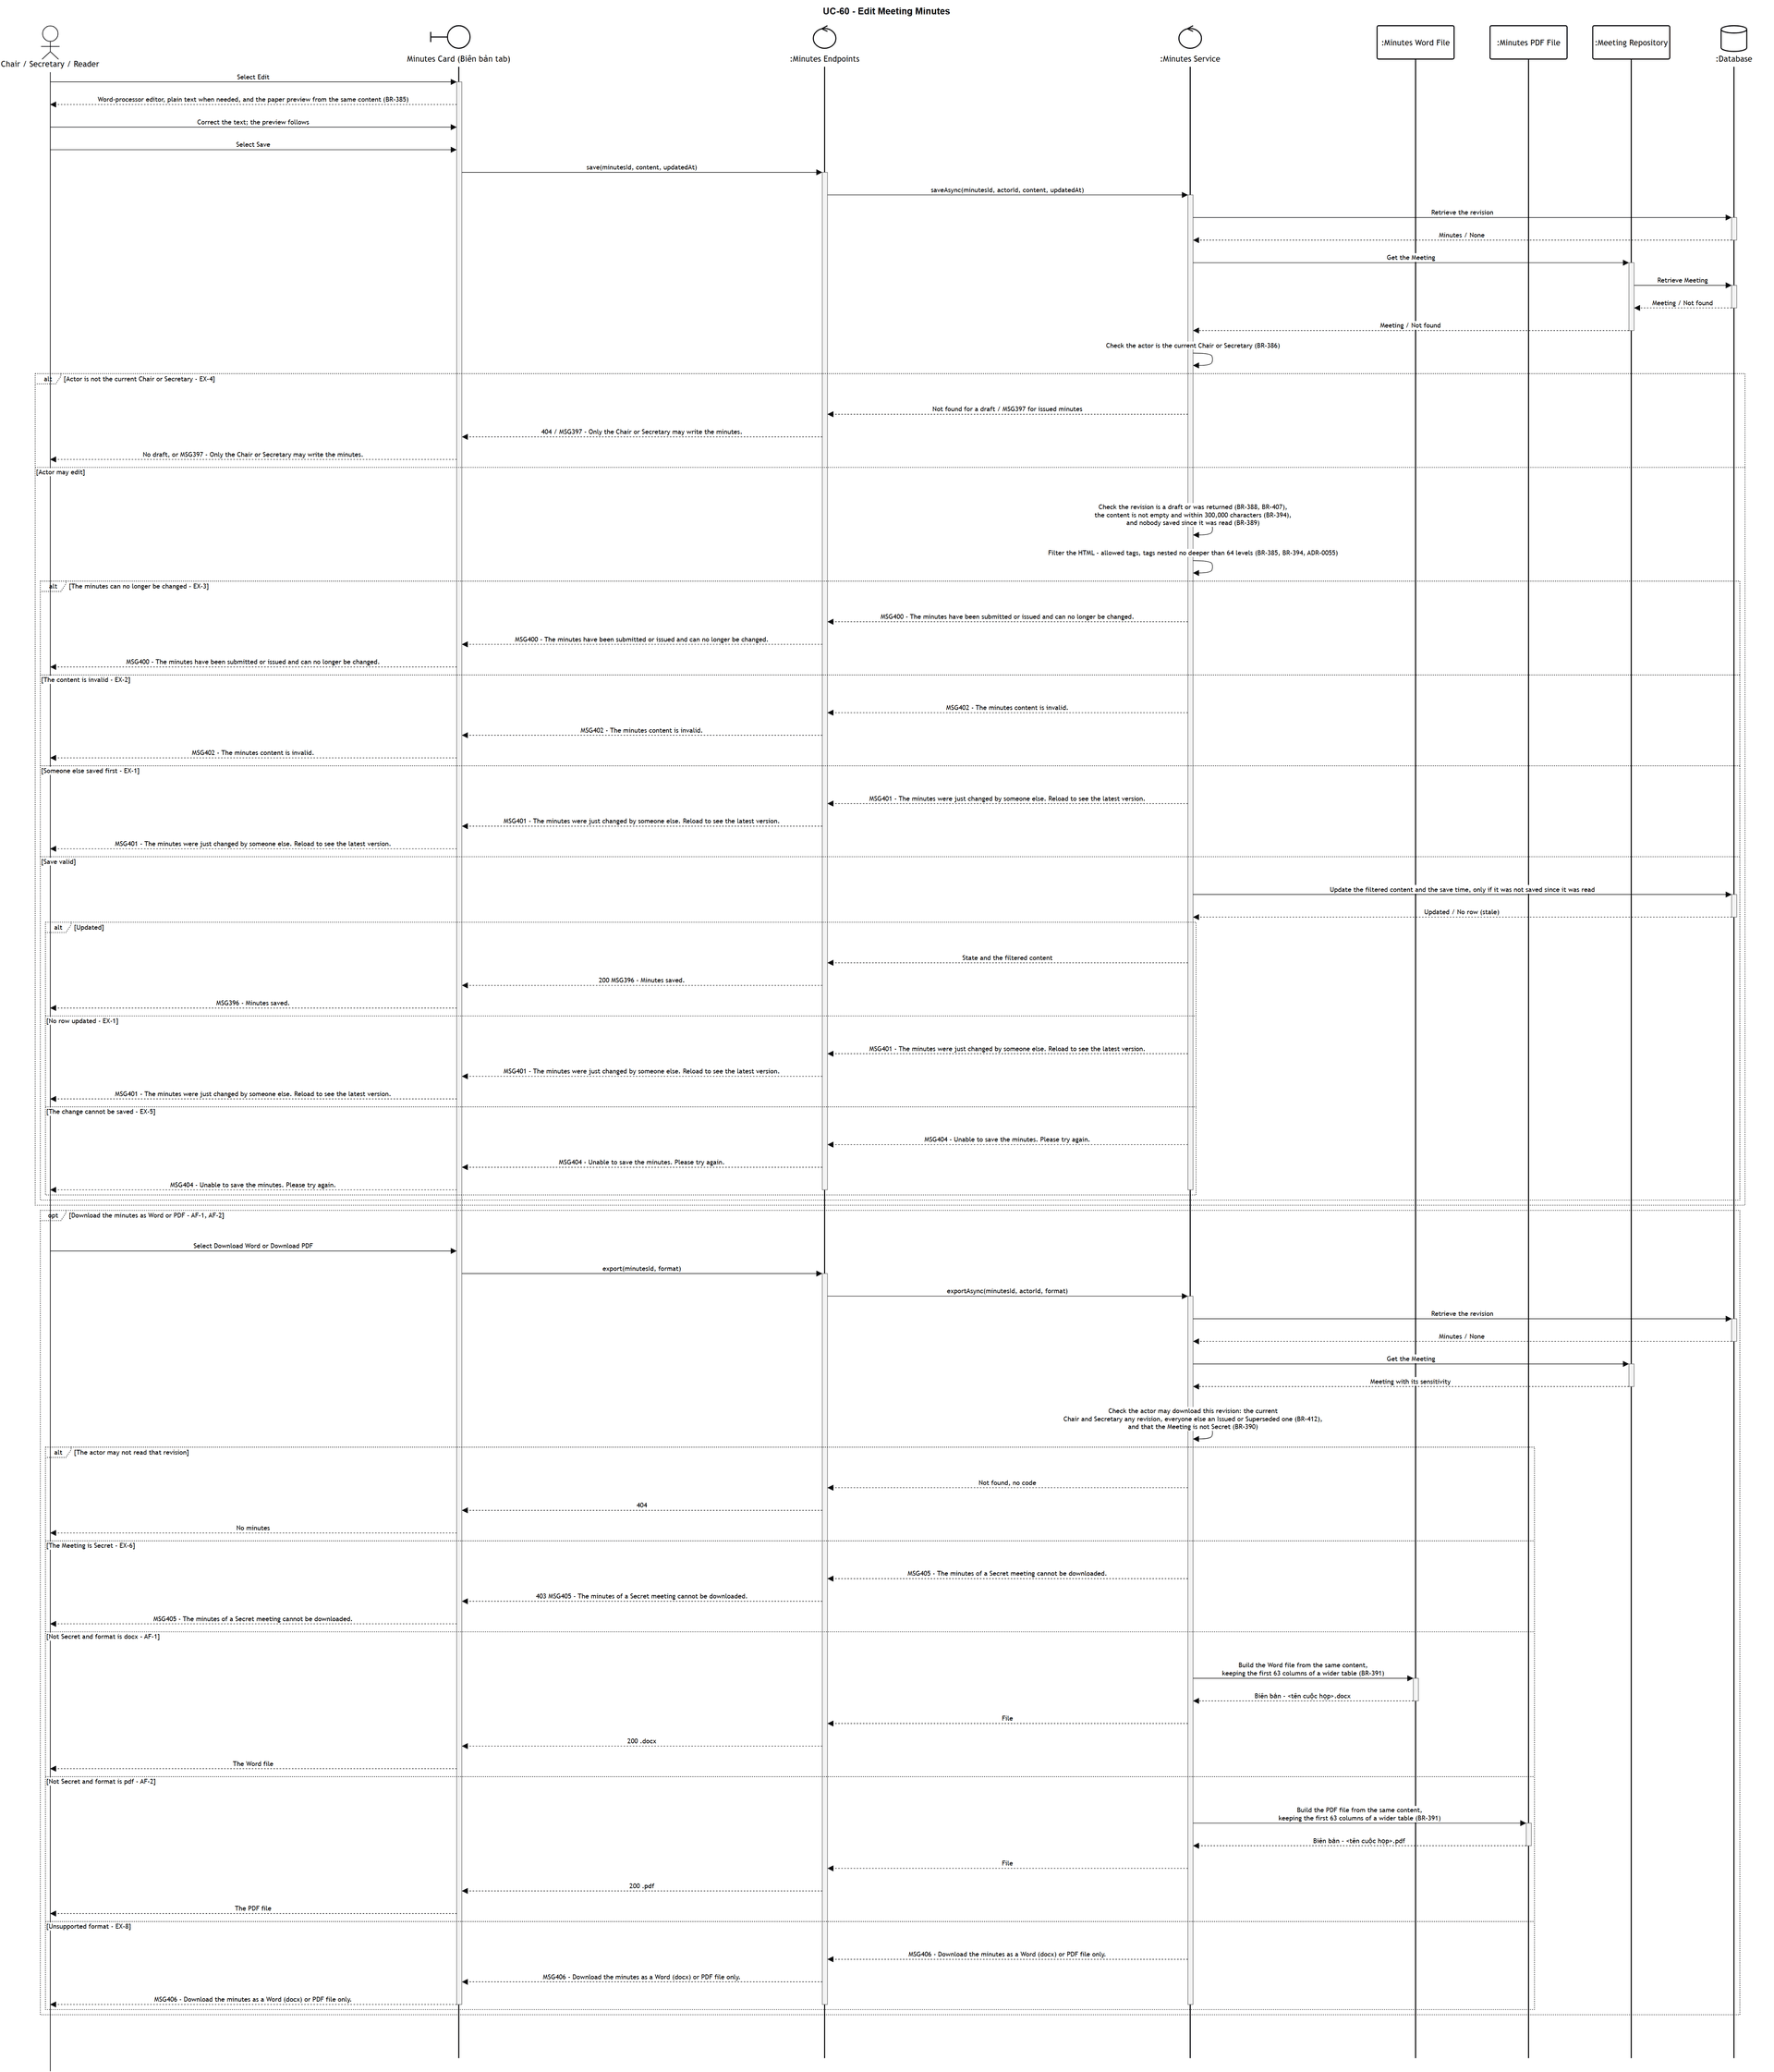 UC-60 - Edit Meeting Minutes
Chair / Secretary / Reader
Minutes Card (Biên bản tab)
:Minutes Endpoints
:Minutes Service
:Minutes Word File
:Minutes PDF File
:Meeting Repository
:Database
Select Edit
Word-processor editor, plain text when needed, and the paper preview from the same content (BR-385)
Correct the text; the preview follows
Select Save
save(minutesId, content, updatedAt)
saveAsync(minutesId, actorId, content, updatedAt)
Retrieve the revision
Minutes / None
Get the Meeting
Retrieve Meeting
Meeting / Not found
Meeting / Not found
Check the actor is the current Chair or Secretary (BR-386)
alt
[Actor is not the current Chair or Secretary - EX-4]
Not found for a draft / MSG397 for issued minutes
404 / MSG397 - Only the Chair or Secretary may write the minutes.
No draft, or MSG397 - Only the Chair or Secretary may write the minutes.
[Actor may edit]
Check the revision is a draft or was returned (BR-388, BR-407),
the content is not empty and within 300,000 characters (BR-394),
and nobody saved since it was read (BR-389)
Filter the HTML - allowed tags, tags nested no deeper than 64 levels (BR-385, BR-394, ADR-0055)
alt
[The minutes can no longer be changed - EX-3]
MSG400 - The minutes have been submitted or issued and can no longer be changed.
MSG400 - The minutes have been submitted or issued and can no longer be changed.
MSG400 - The minutes have been submitted or issued and can no longer be changed.
[The content is invalid - EX-2]
MSG402 - The minutes content is invalid.
MSG402 - The minutes content is invalid.
MSG402 - The minutes content is invalid.
[Someone else saved first - EX-1]
MSG401 - The minutes were just changed by someone else. Reload to see the latest version.
MSG401 - The minutes were just changed by someone else. Reload to see the latest version.
MSG401 - The minutes were just changed by someone else. Reload to see the latest version.
[Save valid]
Update the filtered content and the save time, only if it was not saved since it was read
Updated / No row (stale)
alt
[Updated]
State and the filtered content
200 MSG396 - Minutes saved.
MSG396 - Minutes saved.
[No row updated - EX-1]
MSG401 - The minutes were just changed by someone else. Reload to see the latest version.
MSG401 - The minutes were just changed by someone else. Reload to see the latest version.
MSG401 - The minutes were just changed by someone else. Reload to see the latest version.
[The change cannot be saved - EX-5]
MSG404 - Unable to save the minutes. Please try again.
MSG404 - Unable to save the minutes. Please try again.
MSG404 - Unable to save the minutes. Please try again.
opt
[Download the minutes as Word or PDF - AF-1, AF-2]
Select Download Word or Download PDF
export(minutesId, format)
exportAsync(minutesId, actorId, format)
Retrieve the revision
Minutes / None
Get the Meeting
Meeting with its sensitivity
Check the actor may download this revision: the current
Chair and Secretary any revision, everyone else an Issued or Superseded one (BR-412),
and that the Meeting is not Secret (BR-390)
alt
[The actor may not read that revision]
Not found, no code
404
No minutes
[The Meeting is Secret - EX-6]
MSG405 - The minutes of a Secret meeting cannot be downloaded.
403 MSG405 - The minutes of a Secret meeting cannot be downloaded.
MSG405 - The minutes of a Secret meeting cannot be downloaded.
[Not Secret and format is docx - AF-1]
Build the Word file from the same content,
keeping the first 63 columns of a wider table (BR-391)
Biên bản - <tên cuộc họp>.docx
File
200 .docx
The Word file
[Not Secret and format is pdf - AF-2]
Build the PDF file from the same content,
keeping the first 63 columns of a wider table (BR-391)
Biên bản - <tên cuộc họp>.pdf
File
200 .pdf
The PDF file
[Unsupported format - EX-8]
MSG406 - Download the minutes as a Word (docx) or PDF file only.
MSG406 - Download the minutes as a Word (docx) or PDF file only.
MSG406 - Download the minutes as a Word (docx) or PDF file only.